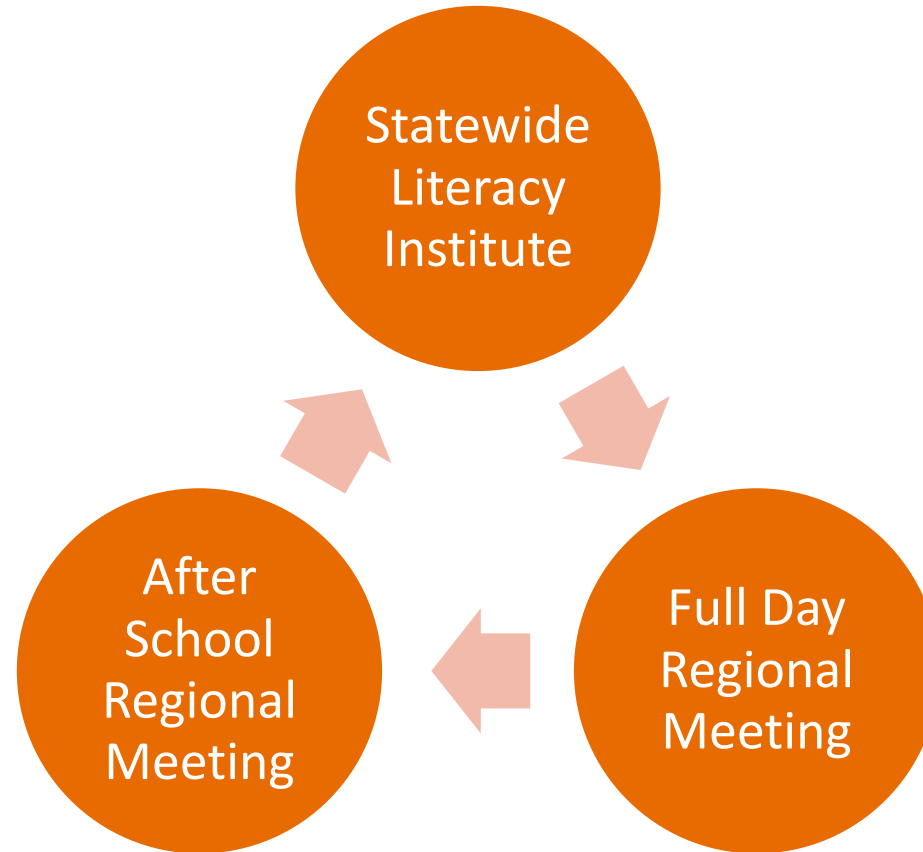 Statewide
Literacy
Institute
Full Day
Regional
Meeting
After
School
Regional
Meeting